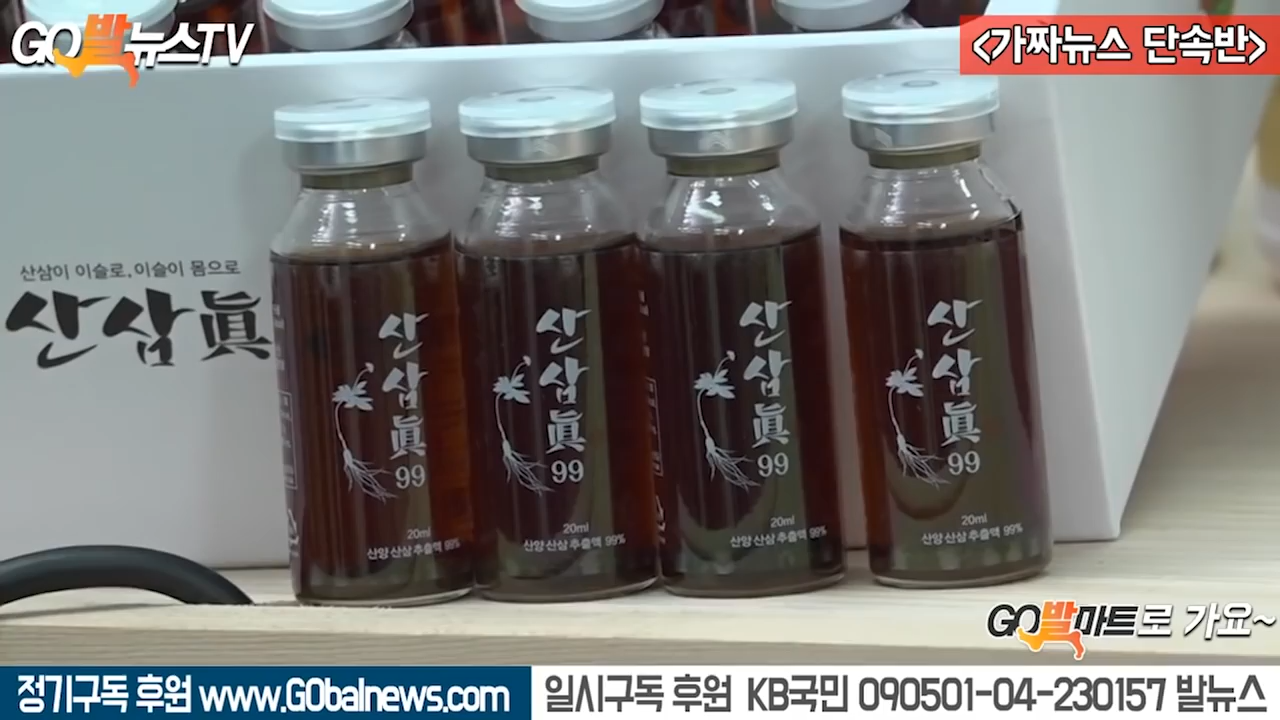 GO발뉴스TV
<가짜뉴스 단속반>
산삼이 이슬로, 이슬이 몸으로
산삼眞
산삼眞
99
20ml
산양 산삼 추출액 99%
산삼眞
99
20ml
산양 산삼 추출액 99%
산삼眞
99
20ml
산양 산삼 추출액 99%
산삼眞
99
20ml
산양 산삼 추출액 99%
GO발마트로 가요~
정기구독 후원 www.GObalnews.com
일시구독 후원 KB국민 090501-04-230157 발뉴스